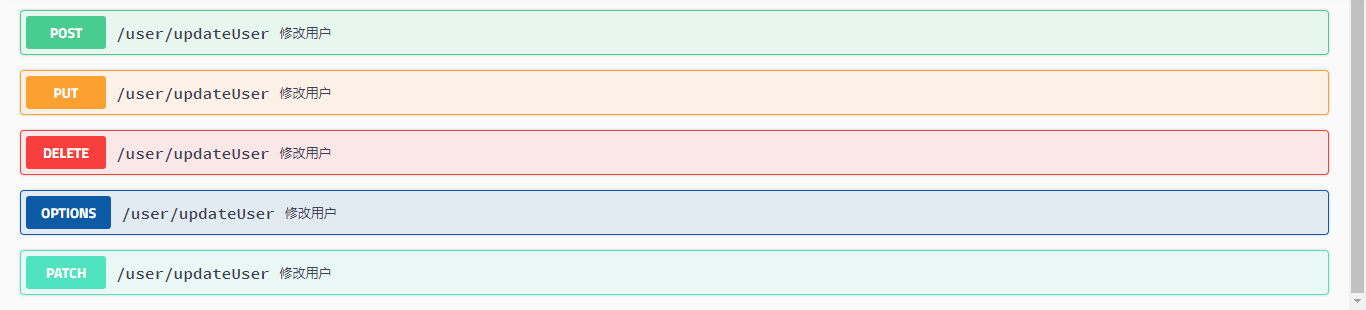 POST /user/updateUser 修改用户
PUT /user/updateUser 修改用户
DELETE /user/updateUser 修改用户
OPTIONS /user/updateUser 修改用户
PATCH /user/updateUser 修改用户